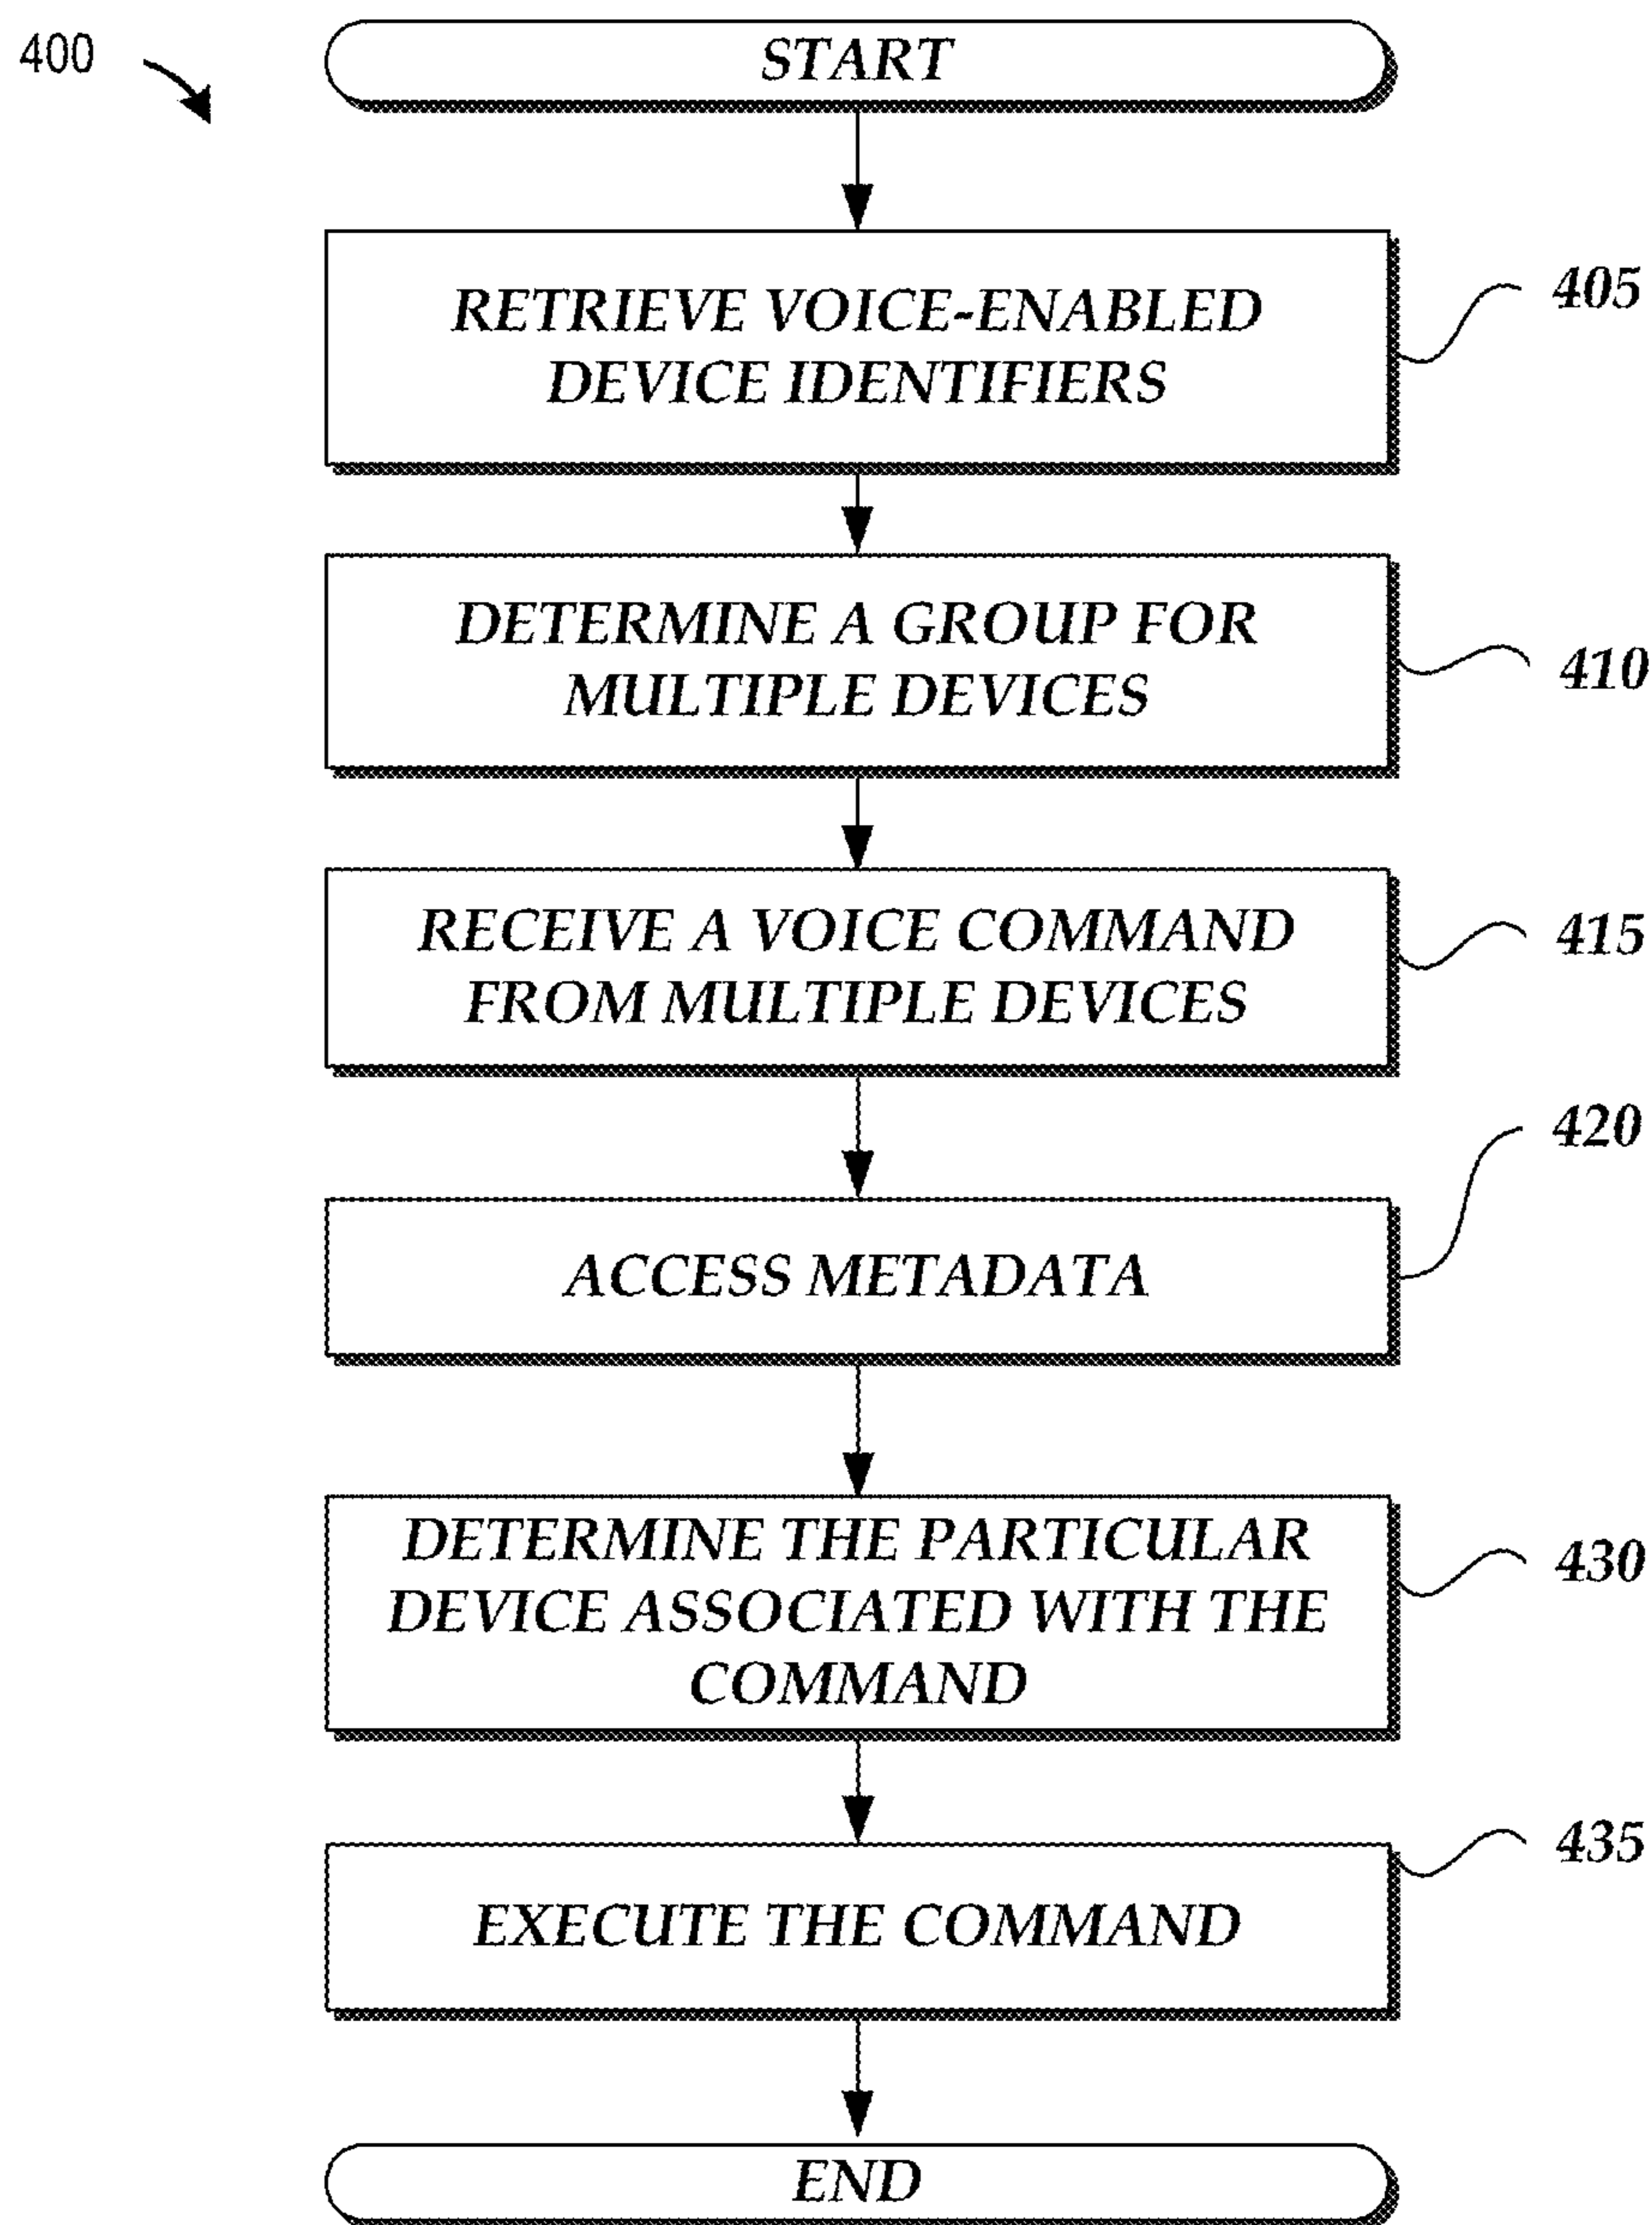 400
START
RETRIEVE VOICE-ENABLED
DEVICE IDENTIFIERS
405
DETERMINE A GROUP FOR
MULTIPLE DEVICES
410
RECEIVE A VOICE COMMAND
FROM MULTIPLE DEVICES
415
420
ACCESS METADATA
DETERMINE THE PARTICULAR
DEVICE ASSOCIATED WITH THE
COMMAND
430
435
EXECUTE THE COMMAND
END